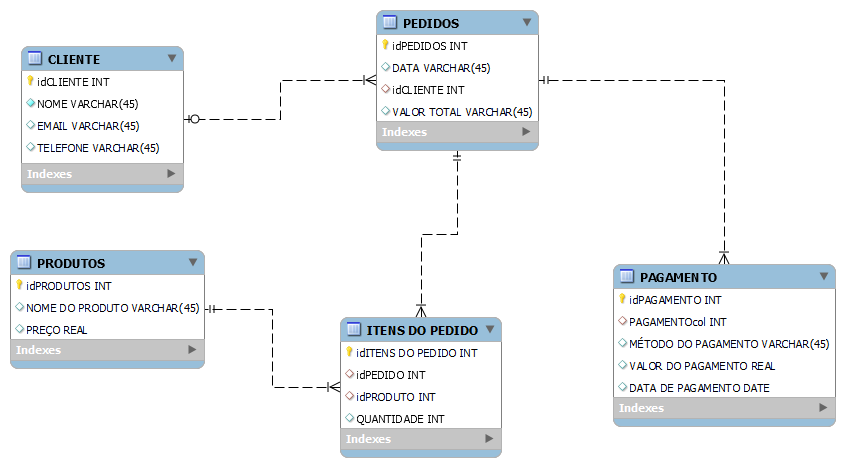 PEDIDOS
idPEDIDOS INT
DATA VARCHAR(45)
idCLIENTE INT
VALOR TOTAL VARCHAR(45)
Indexes
CLIENTE
idCLIENTE INT
NOME VARCHAR(45)
EMAIL VARCHAR(45)
TELEFONE VARCHAR(45)
Indexes
PRODUTOS
idPRODUTOS INT
NOME DO PRODUTO VARCHAR(45)
PREÇO REAL
Indexes
ITENS DO PEDIDO
idITENS DO PEDIDO INT
idPEDIDO INT
idPRODUTO INT
QUANTIDADE INT
Indexes
PAGAMENTO
idPAGAMENTO INT
PAGAMENTOcol INT
MÉTODO DO PAGAMENTO VARCHAR(45)
VALOR DO PAGAMENTO REAL
DATA DE PAGAMENTO DATE
Indexes